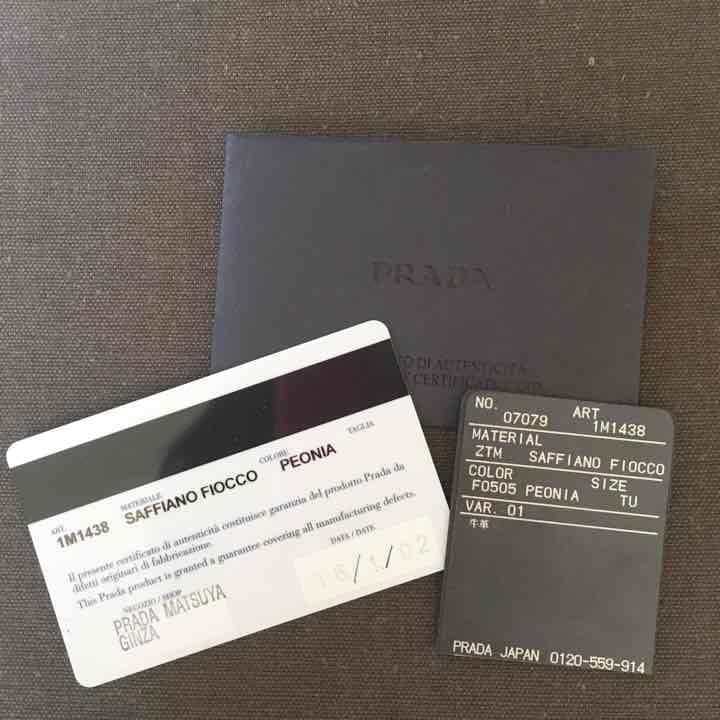 PRADA
TO DI AUTENTICITÀ
CERTIFICATE CARD
TAGLIA
COLORE
PEONIA
MATERIALE
SAFFIANO FIOCCO
ART.
1M1438
Il presente certificato di autenticità costituisce garanzia del prodotto Prada da
difetti originari di fabbricazione.
This Prada product is granted a guarantee covering all manufacturing defects.
DATA / DATE
16/1/02
NEGOZIO / SHOP
PRADA MATSUYA
GINZA
NO. 07079 ART 1M1438
MATERIAL
ZTM SAFFIANO FIOCCO
COLOR SIZE
F0505 PEONIA TU
VAR. 01
牛革
PRADA JAPAN 0120-559-914